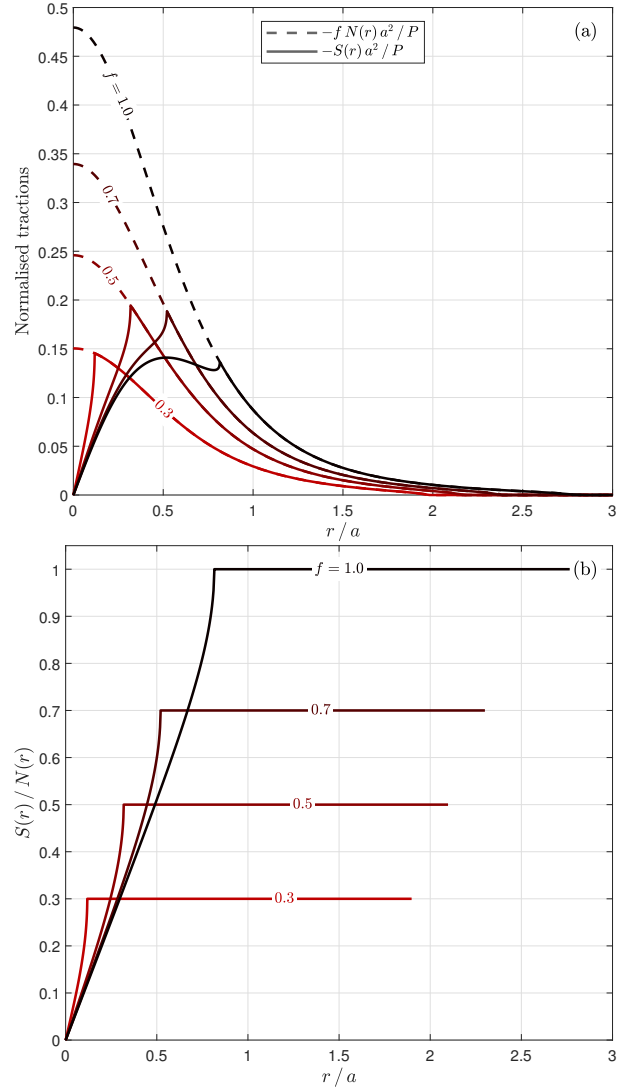 0.5
0.45
0.4
0.35
0.3
0.25
0.2
0.15
0.1
0.05
0
Normalised tractions
(a)
−f N(r) a² / P
−S(r) a² / P
f = 1.0
0.7
0.5
0.3
0 0.5 1 1.5 2 2.5 3
r / a
1
0.9
0.8
0.7
0.6
0.5
0.4
0.3
0.2
0.1
0
S(r) / N(r)
(b)
f = 1.0
0.7
0.5
0.3
0 0.5 1 1.5 2 2.5 3
r / a